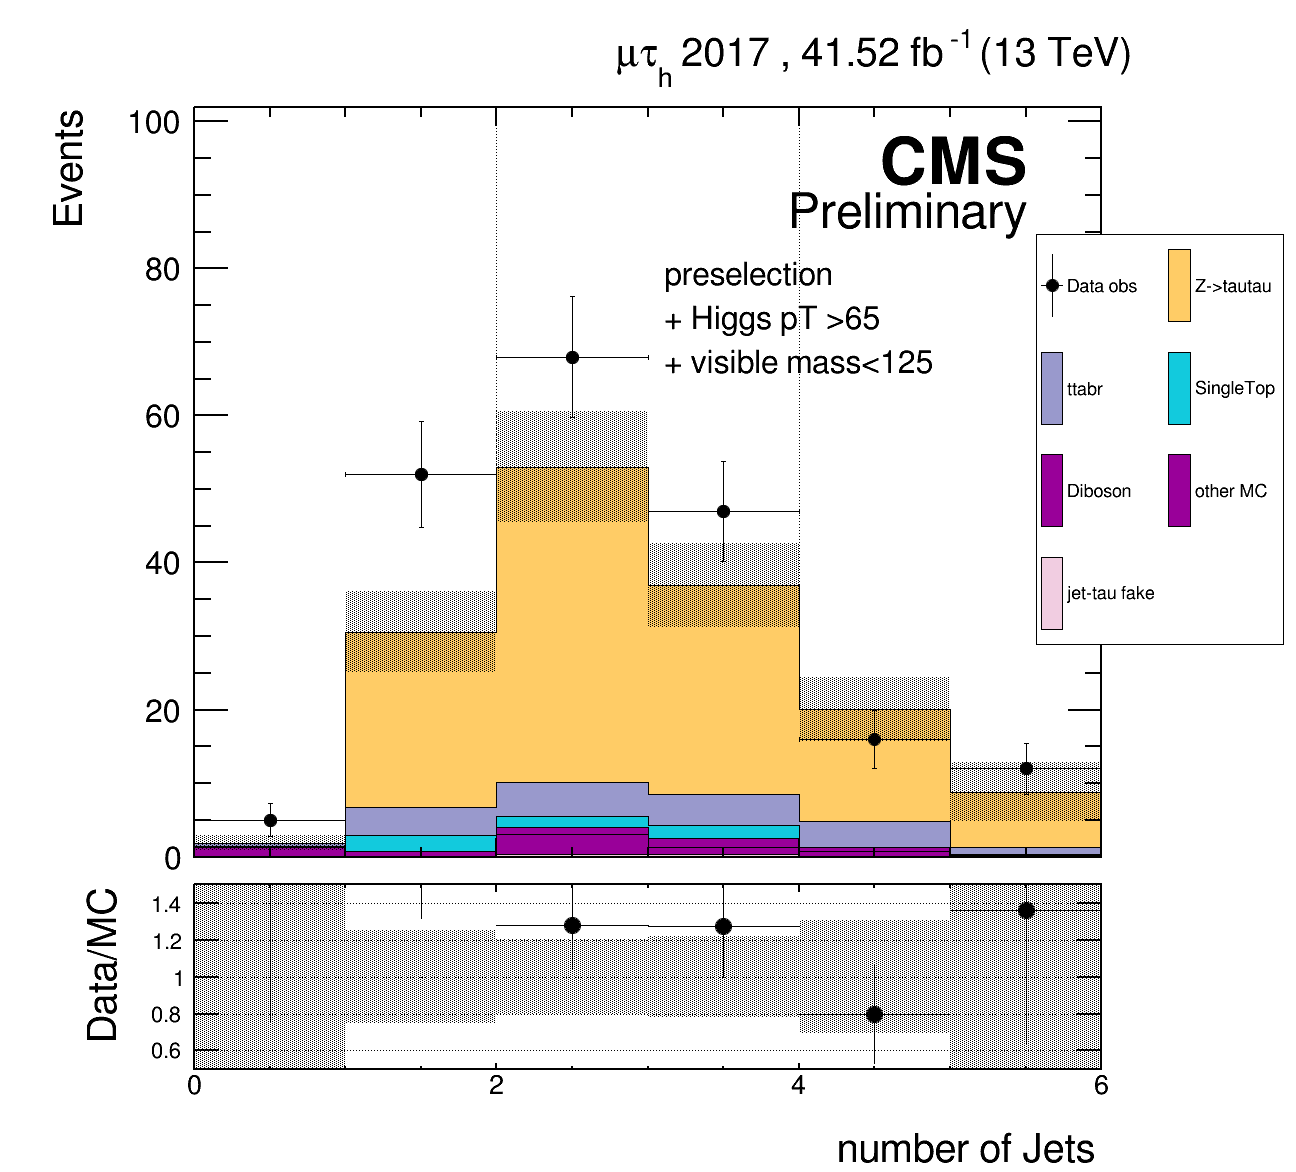 μτh 2017 , 41.52 fb-1 (13 TeV)
Events
100
80
60
40
20
0
CMS
Preliminary
preselection
+ Higgs pT >65
+ visible mass<125
Data obs
Z->tautau
ttabr
SingleTop
Diboson
other MC
jet-tau fake
Data/MC
1.4
1.2
1
0.8
0.6
0 2 4 6
number of Jets